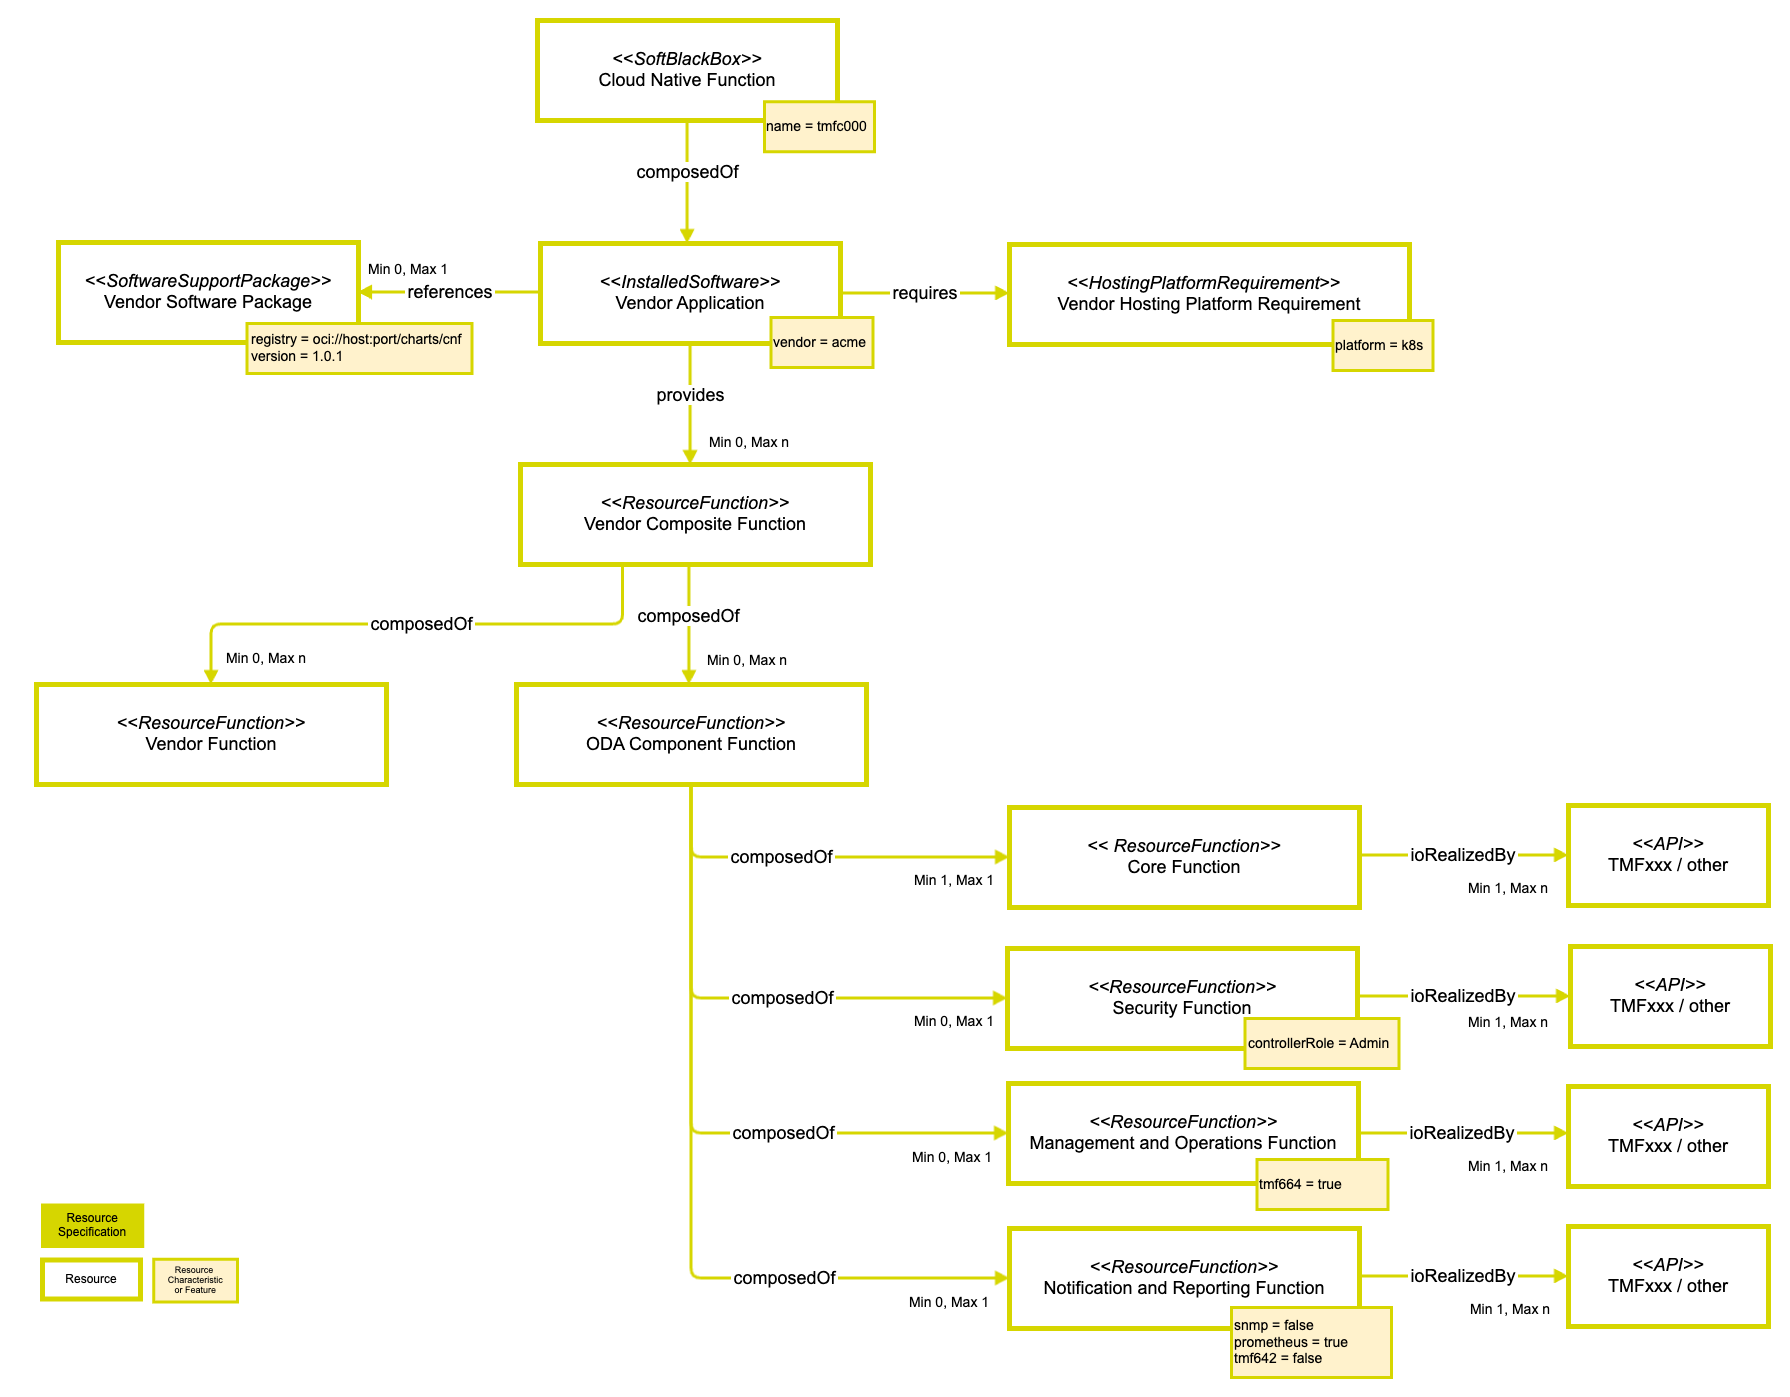 <<SoftBlackBox>>
Cloud Native Function
name = tmfc000
composedOf
<<SoftwareSupportPackage>>
Vendor Software Package
registry = oci://host:port/charts/cnf
version = 1.0.1
Min 0, Max 1
references
<<InstalledSoftware>>
Vendor Application
vendor = acme
requires
<<HostingPlatformRequirement>>
Vendor Hosting Platform Requirement
platform = k8s
provides
Min 0, Max n
<<ResourceFunction>>
Vendor Composite Function
composedOf
Min 0, Max n
composedOf
Min 0, Max n
<<ResourceFunction>>
Vendor Function
<<ResourceFunction>>
ODA Component Function
composedOf
Min 1, Max 1
<< ResourceFunction>>
Core Function
ioRealizedBy
Min 1, Max n
<<API>>
TMFxxx / other
composedOf
Min 0, Max 1
<<ResourceFunction>>
Security Function
controllerRole = Admin
ioRealizedBy
Min 1, Max n
<<API>>
TMFxxx / other
composedOf
Min 0, Max 1
<<ResourceFunction>>
Management and Operations Function
tmf664 = true
ioRealizedBy
Min 1, Max n
<<API>>
TMFxxx / other
composedOf
Min 0, Max 1
<<ResourceFunction>>
Notification and Reporting Function
snmp = false
prometheus = true
tmf642 = false
ioRealizedBy
Min 1, Max n
<<API>>
TMFxxx / other
Resource
Specification
Resource
Resource
Characteristic
or Feature